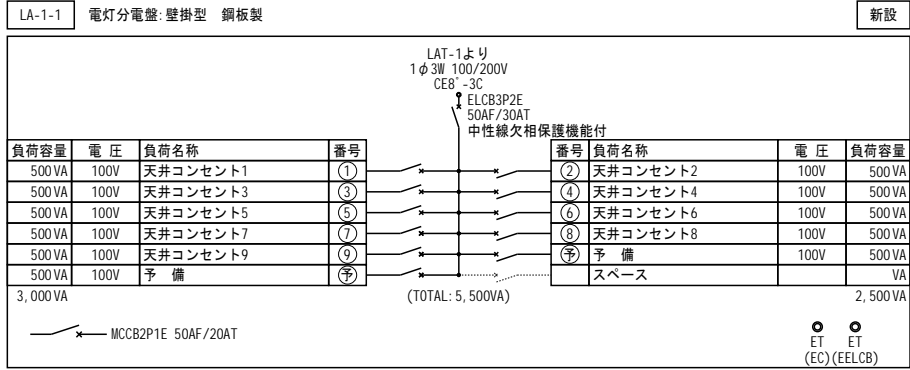 LA-1-1 電灯分電盤:壁掛型 鋼板製 新設
LAT-1より
1φ3W 100/200V
CE8゜-3C
ELCB3P2E
50AF/30AT
中性線欠相保護機能付
負荷容量 電 圧 負荷名称 番号 番号 負荷名称 電 圧 負荷容量
500VA 100V 天井コンセント1 ① ② 天井コンセント2 100V 500VA
500VA 100V 天井コンセント3 ③ ④ 天井コンセント4 100V 500VA
500VA 100V 天井コンセント5 ⑤ ⑥ 天井コンセント6 100V 500VA
500VA 100V 天井コンセント7 ⑦ ⑧ 天井コンセント8 100V 500VA
500VA 100V 天井コンセント9 ⑨ 予 予 備 100V 500VA
500VA 100V 予 備 予 スペース VA
3,000VA (TOTAL:5,500VA) 2,500VA
MCCB2P1E 50AF/20AT
ET ET
(EC)(EELCB)